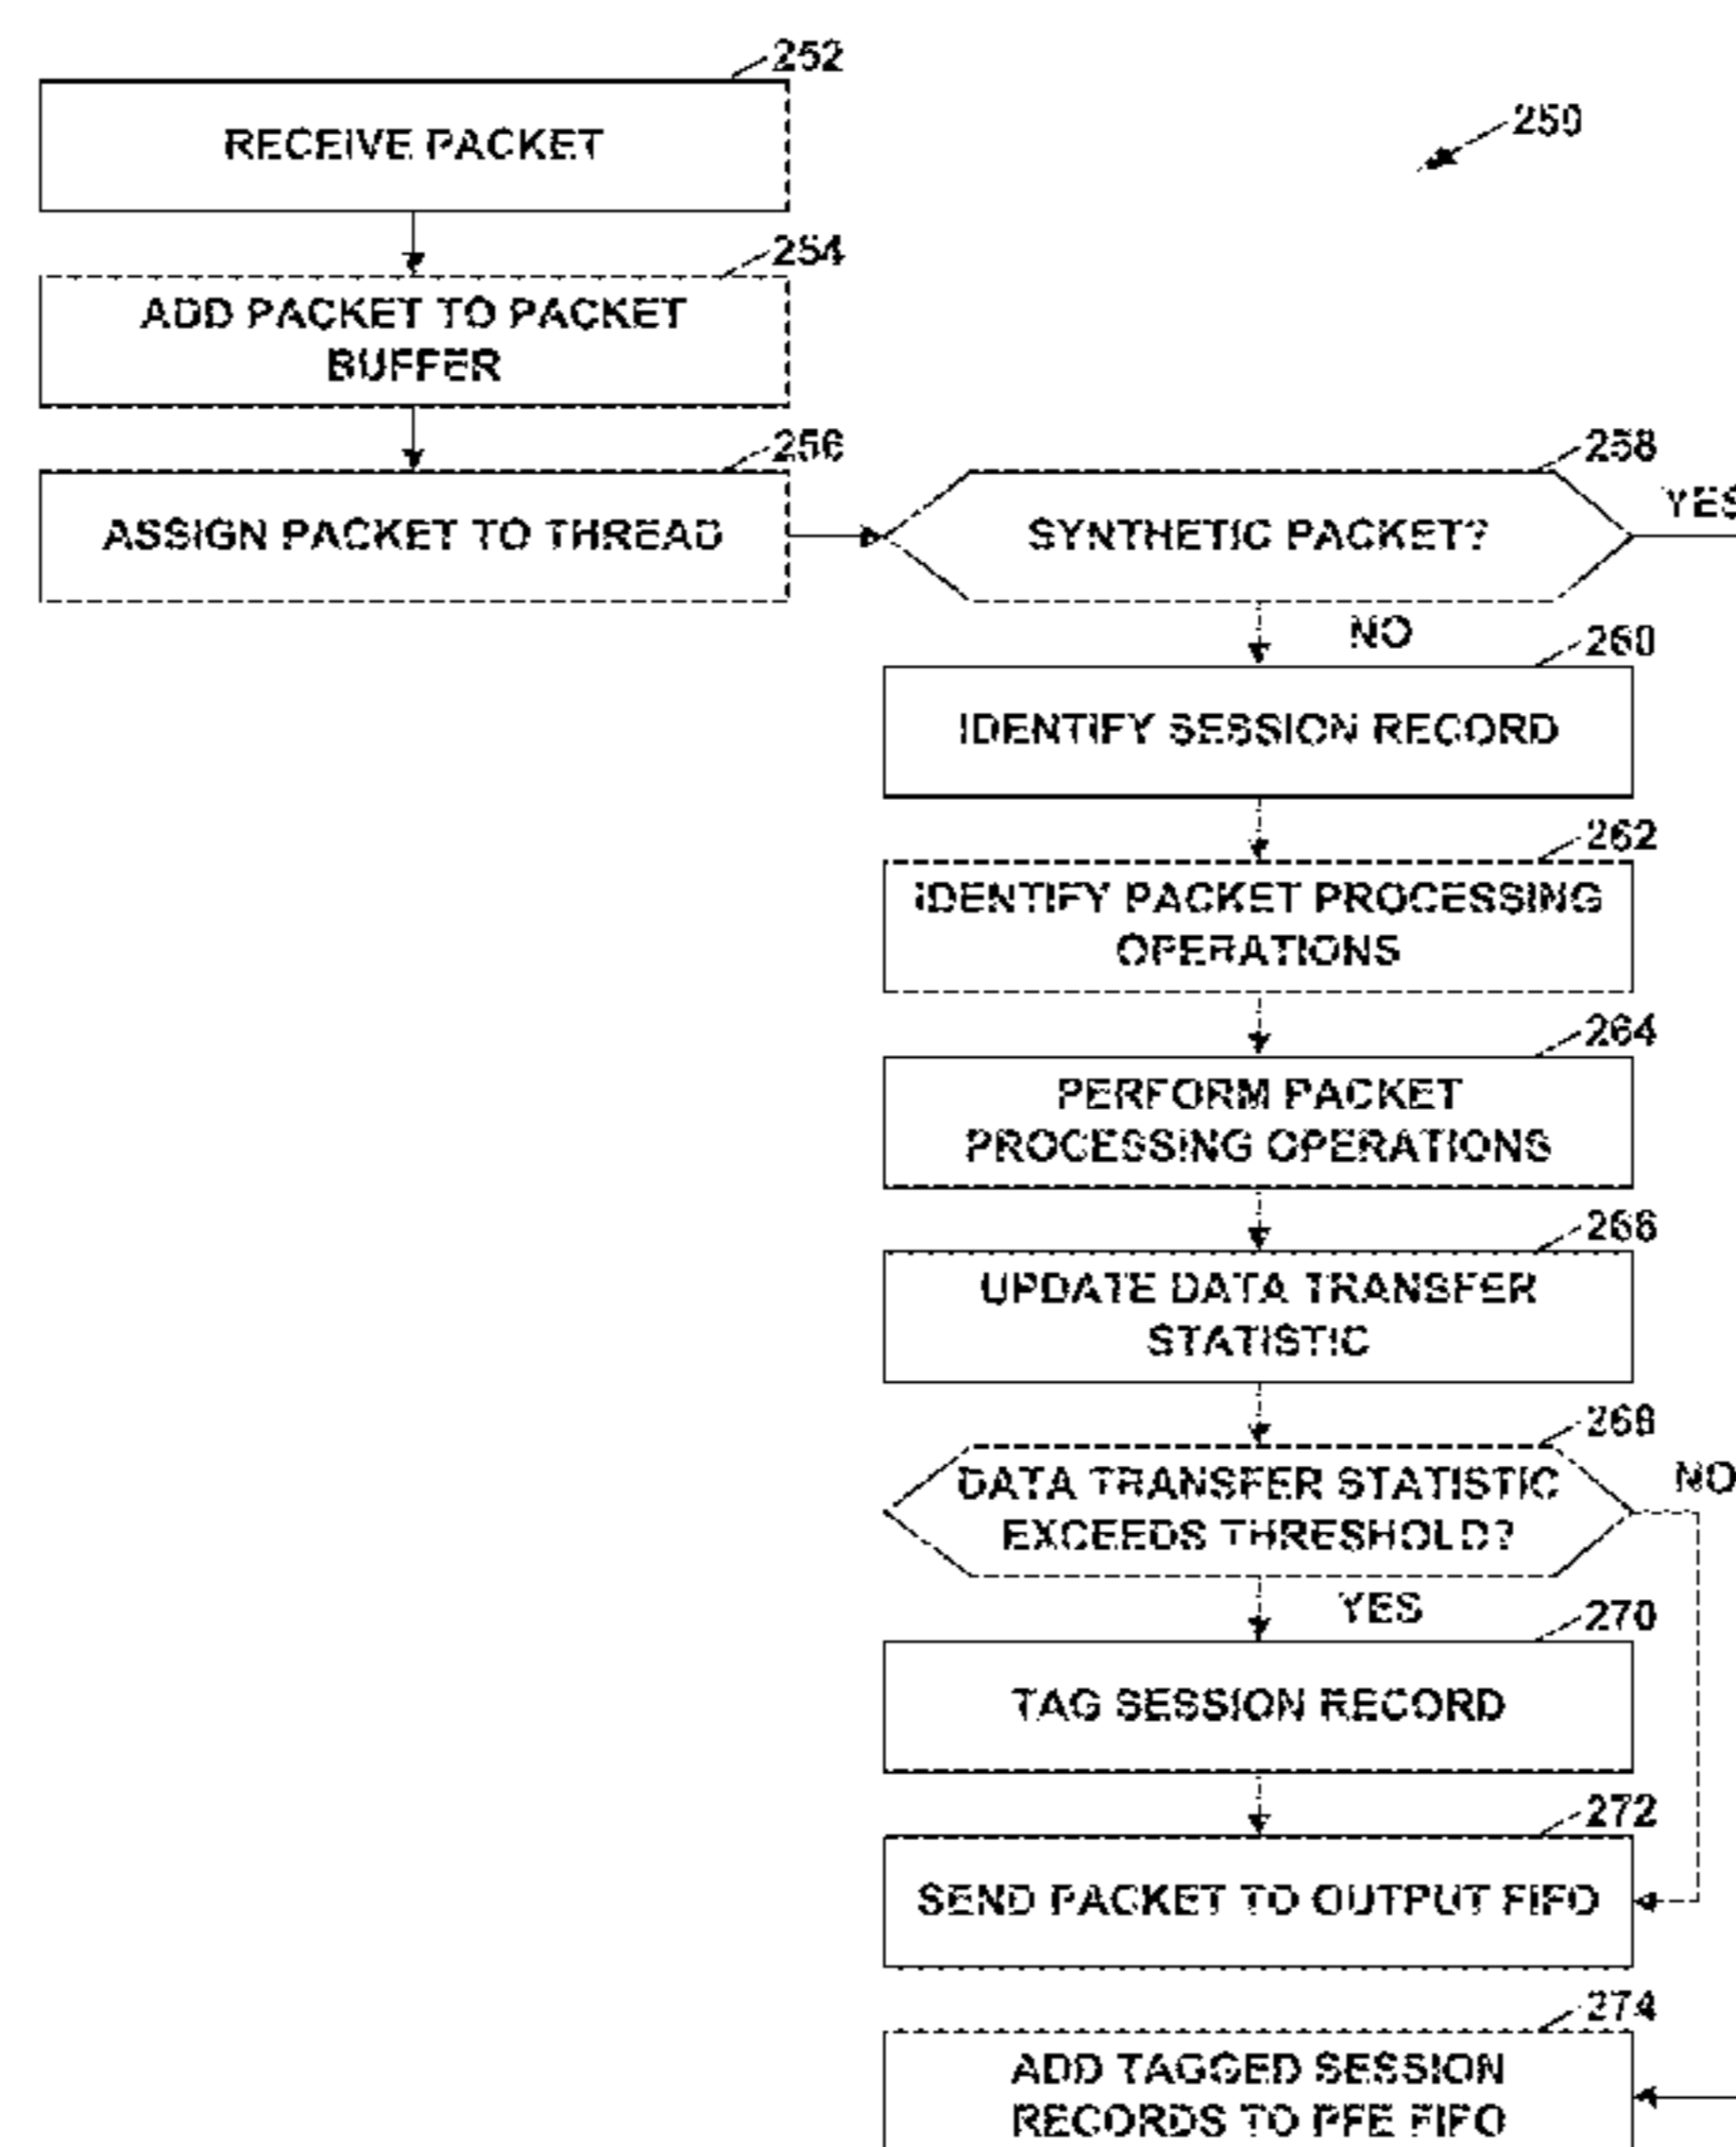 252
RECEIVE PACKET
250
254
ADD PACKET TO PACKET
BUFFER
256
ASSIGN PACKET TO THREAD
258
SYNTHETIC PACKET?
YES
NO
260
IDENTIFY SESSION RECORD
262
IDENTIFY PACKET PROCESSING
OPERATIONS
264
PERFORM PACKET
PROCESSING OPERATIONS
266
UPDATE DATA TRANSFER
STATISTIC
268
DATA TRANSFER STATISTIC
EXCEEDS THRESHOLD?
NO
YES
270
TAG SESSION RECORD
272
SEND PACKET TO OUTPUT FIFO
274
ADD TAGGED SESSION
RECORDS TO PFE FIFO